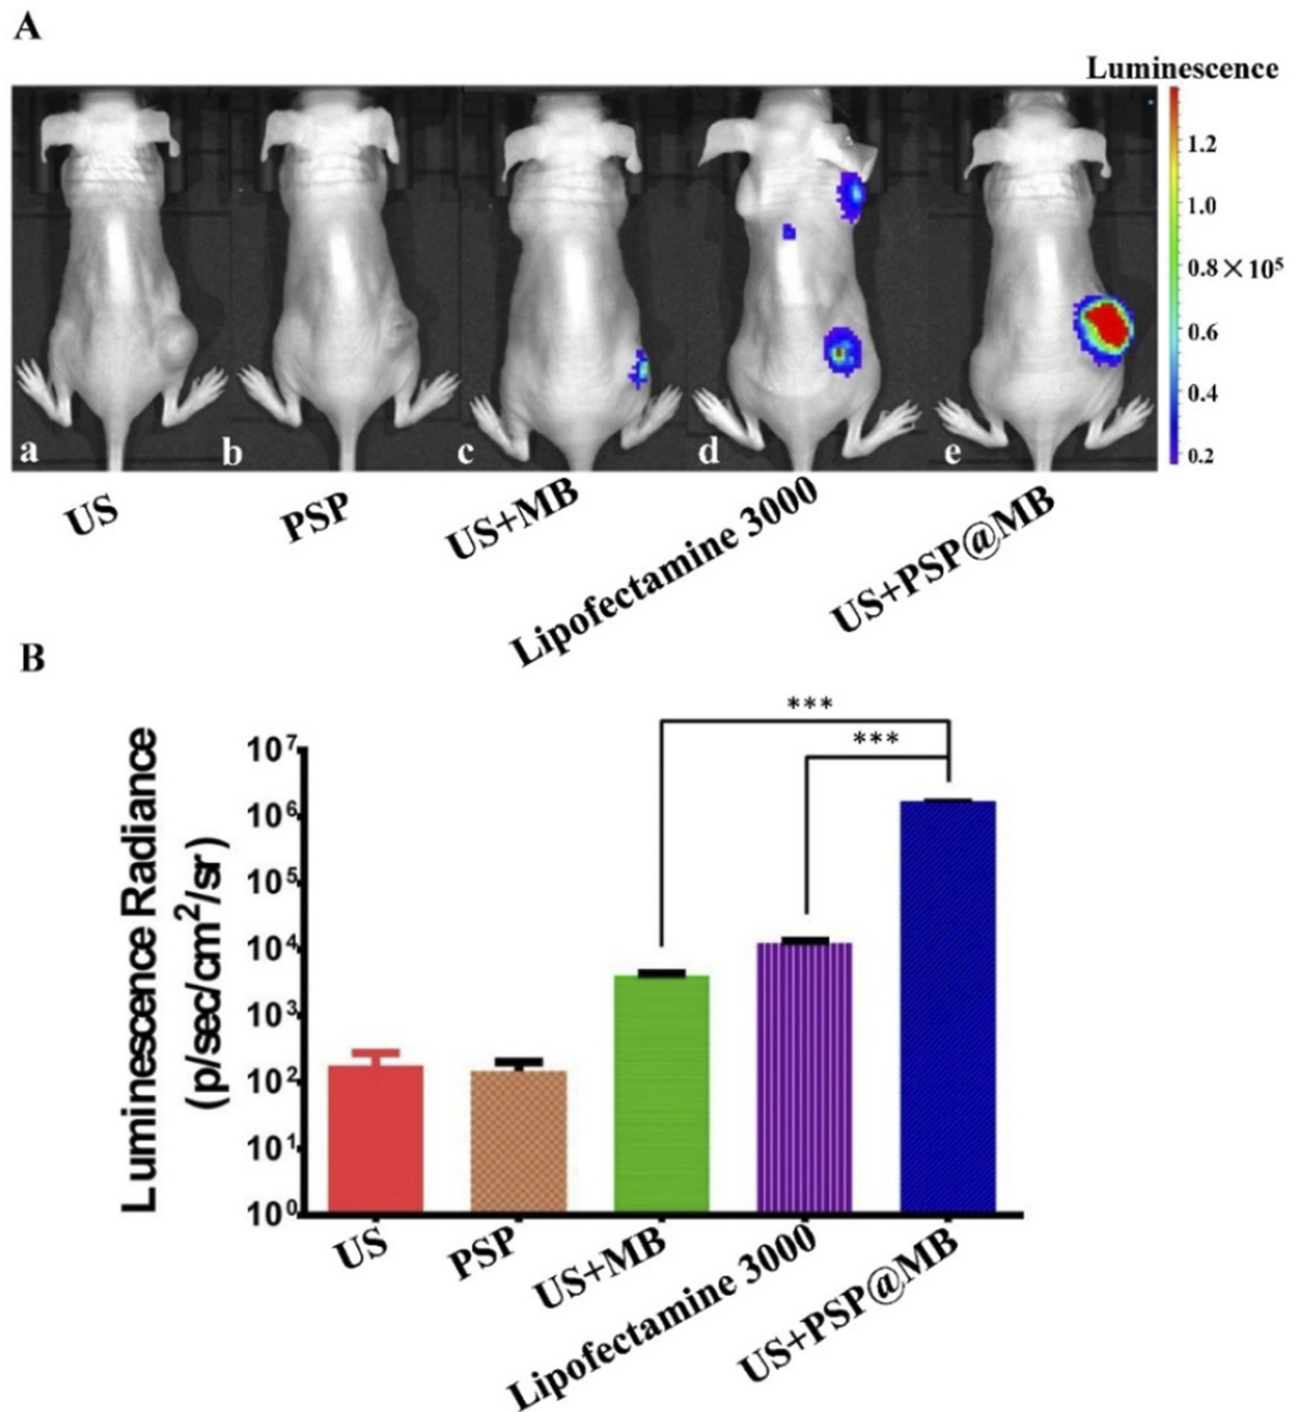 A
Luminescence
1.2
1.0
0.8×10⁵
0.6
0.4
0.2
a
b
c
d
e
US
PSP
US+MB
Lipofectamine 3000
US+PSP@MB
B
***
***
Luminescence Radiance
(p/sec/cm²/sr)
10⁷
10⁶
10⁵
10⁴
10³
10²
10¹
10⁰
US
PSP
US+MB
Lipofectamine 3000
US+PSP@MB